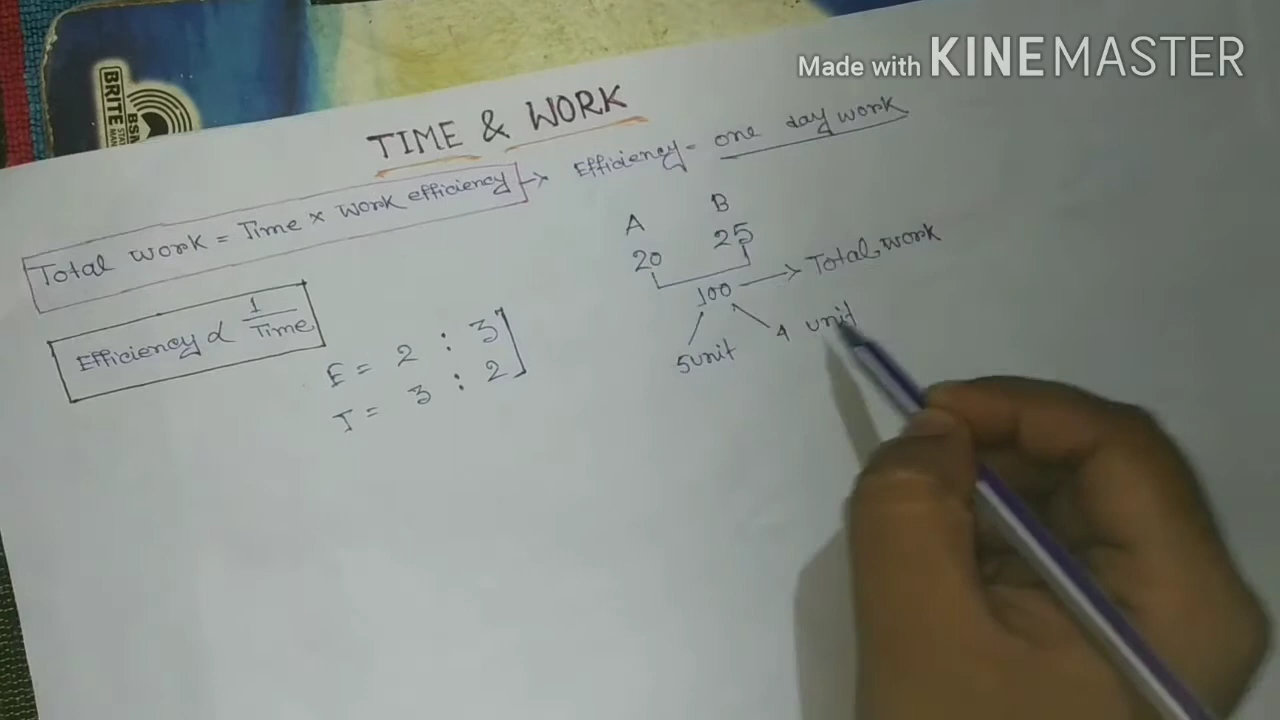 Made with KINEMASTER
BRITE
TIME & WORK
Total work = Time × Work efficiency → Efficiency = one day work
Efficiency ∝ 1/Time
E = 2 : 3
T = 3 : 2
A B
20 25
100 → Total work
5unit 4 unit